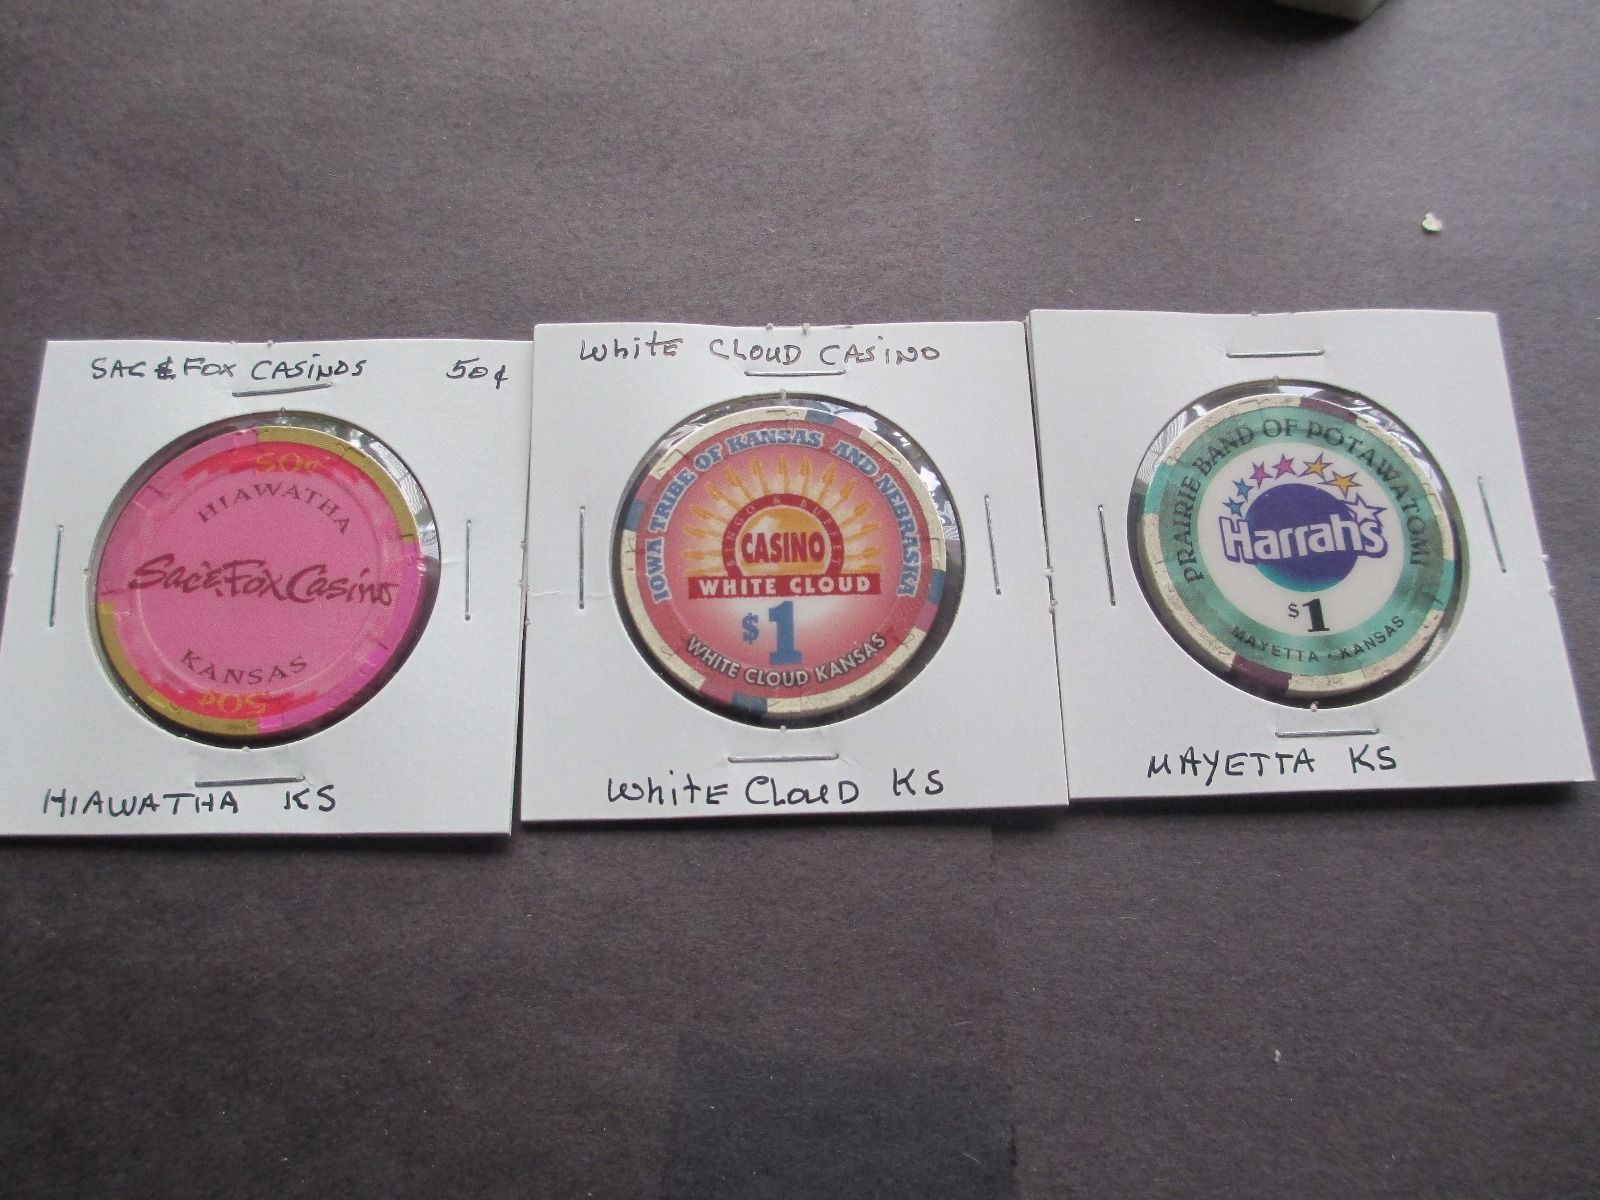 SAC & FOX CASINOS 50¢
50¢
HIAWATHA
Sac & Fox Casino
KANSAS
50¢
HIAWATHA KS
White CLOUD CASINO
IOWA TRIBE OF KANSAS AND NEBRASKA
BINGO & BUFFET
CASINO
WHITE CLOUD
$1
WHITE CLOUD KANSAS
White CLOUD KS
PRAIRIE BAND OF POTAWATOMI
Harrah's
$1
MAYETTA • KANSAS
MAYETTA KS